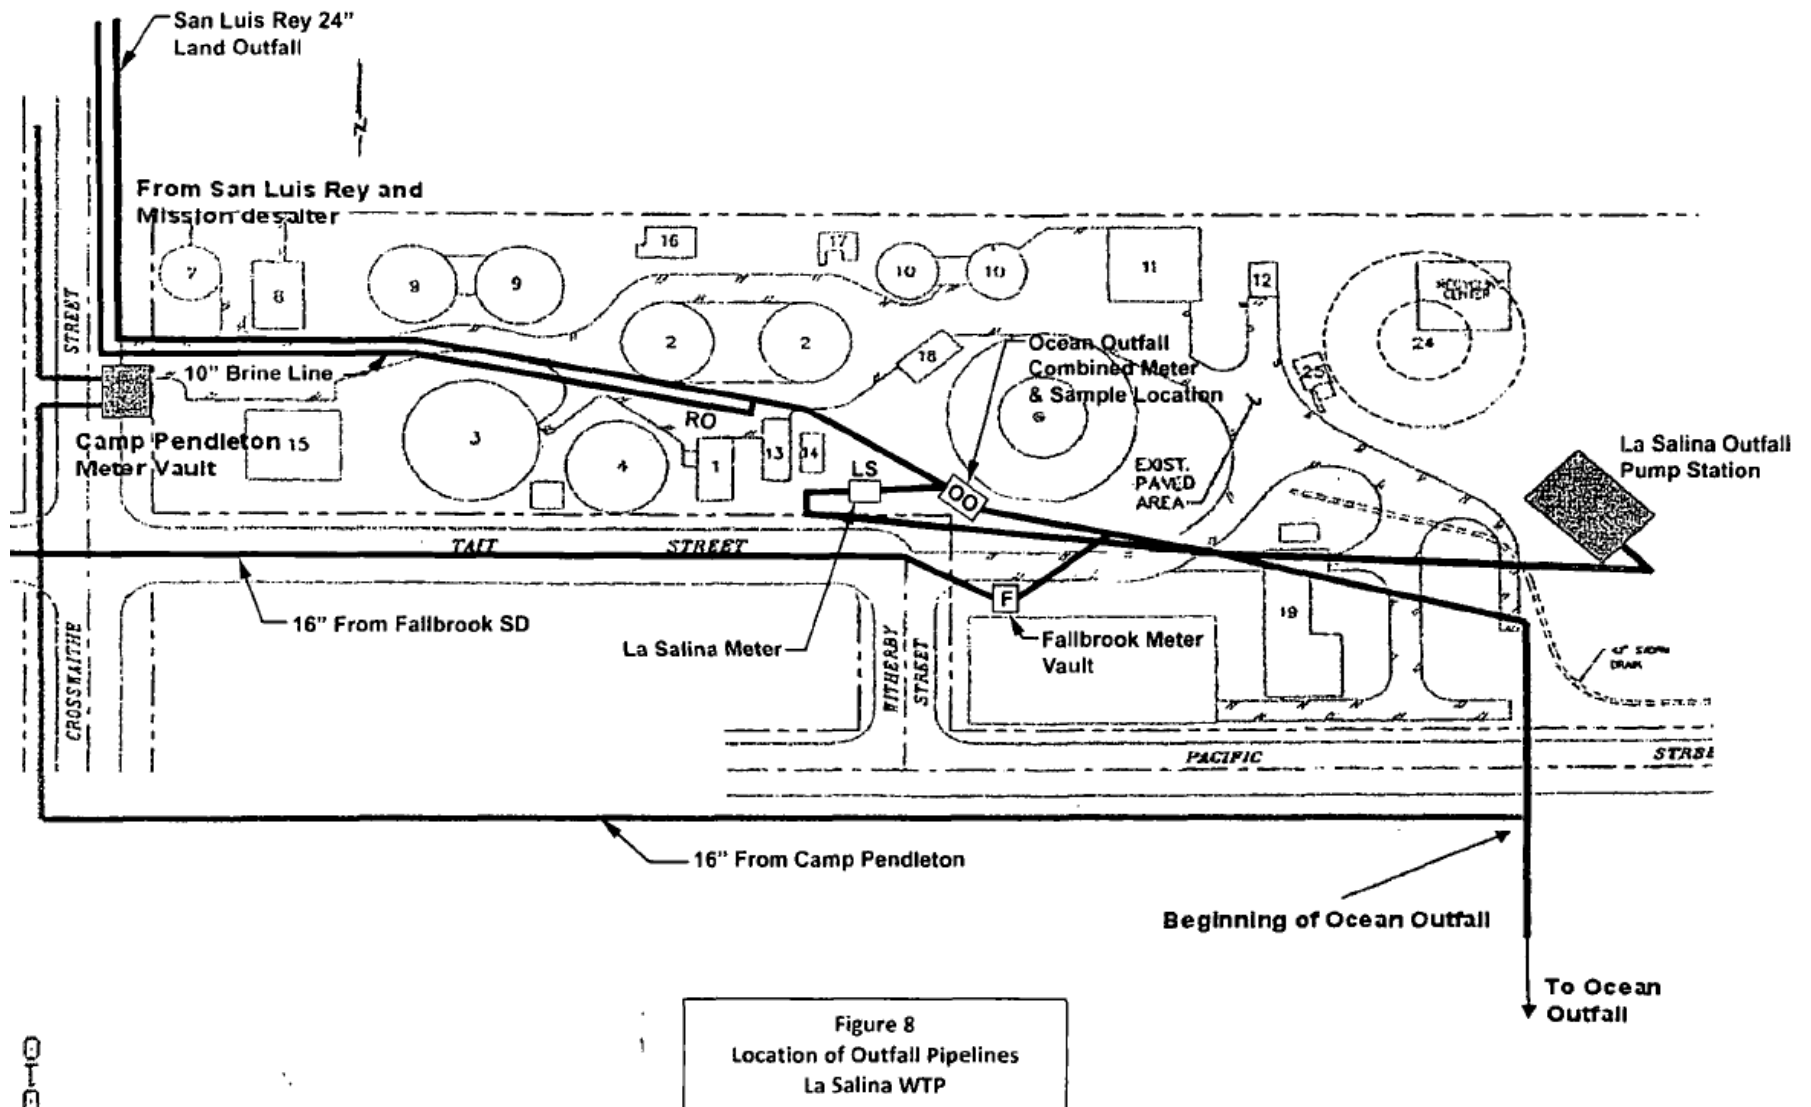 San Luis Rey 24"
Land Outfall
From San Luis Rey and
Mission desalter
STREET
7
8
9
9
16
17
10
10
11
12
RECYCLING
CENTER
24
25
2
2
18
Ocean Outfall
Combined Meter
& Sample Location
6
10" Brine Line
RO
Camp Pendleton
Meter Vault
15
3
4
1
13
14
LS
OO
EXIST.
PAVED
AREA
La Salina Outfall
Pump Station
TAIT STREET
16" From Fallbrook SD
La Salina Meter
F
Fallbrook Meter
Vault
19
DRAIN
CROSSWAITHE
WITHERBY
STREET
PACIFIC
16" From Camp Pendleton
Beginning of Ocean Outfall
To Ocean
Outfall
Figure 8
Location of Outfall Pipelines
La Salina WTP